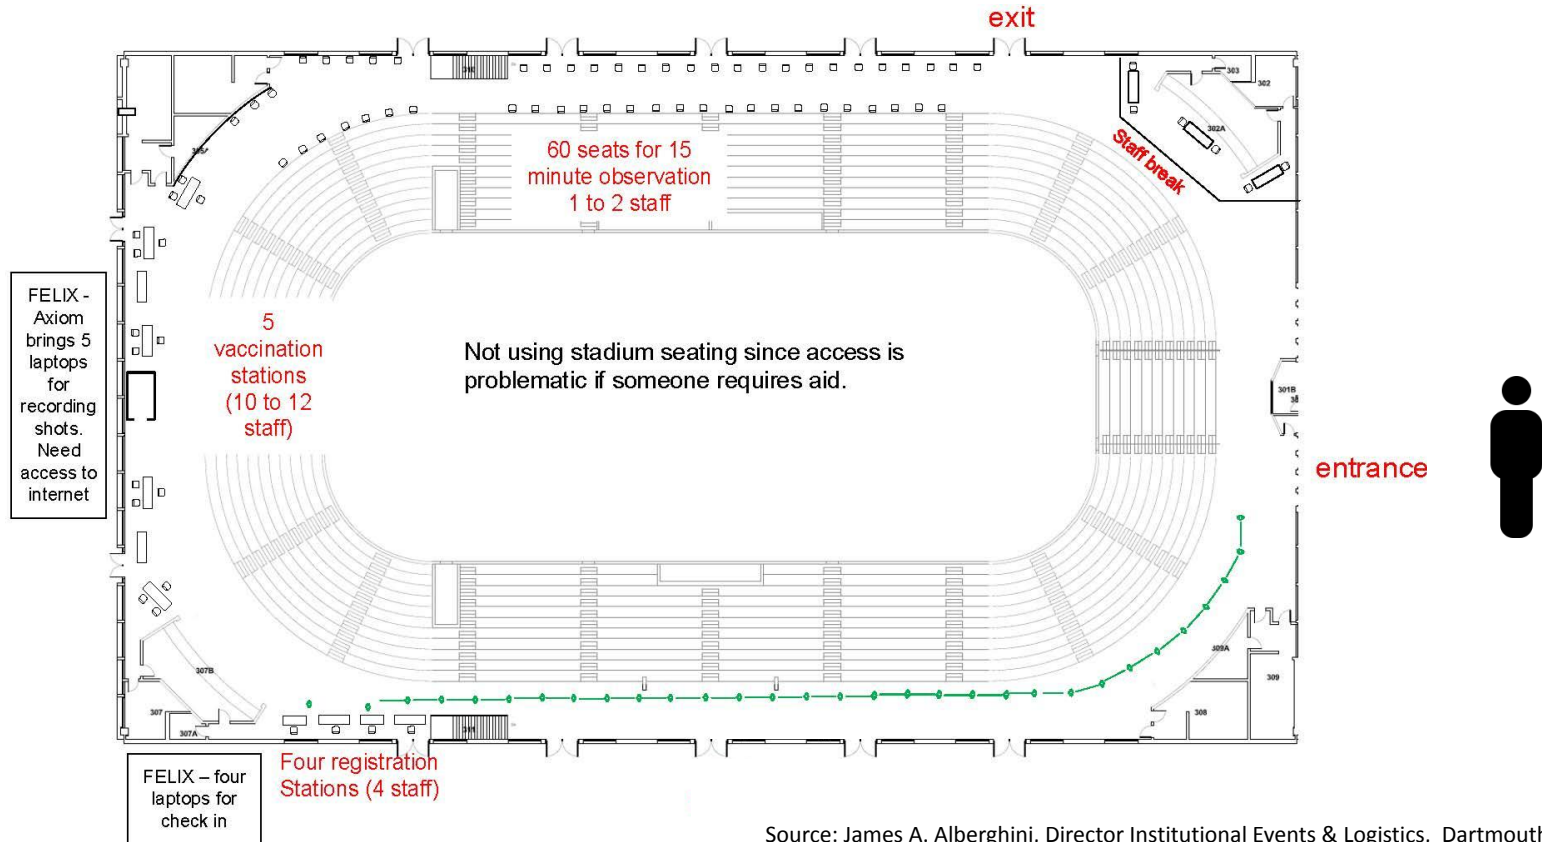 exit
310
303
302
302A
Staff break
60 seats for 15
minute observation
1 to 2 staff
FELIX -
Axiom
brings 5
laptops
for
recording
shots.
Need
access to
internet
5
vaccination
stations
(10 to 12
staff)
Not using stadium seating since access is
problematic if someone requires aid.
301B
entrance
307B
307
307A
311
309A
309
308
Four registration
Stations (4 staff)
FELIX – four
laptops for
check in
Source: James A. Alberghini, Director Institutional Events & Logistics, Dartmouth